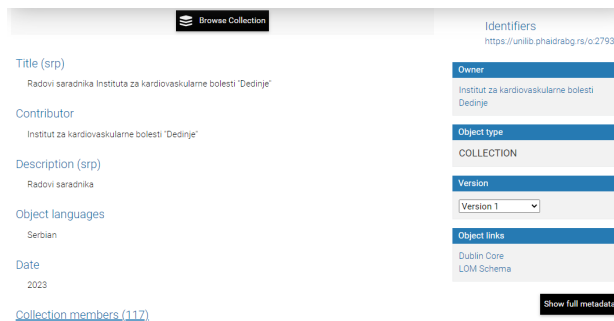 Browse Collection
Title (srp)
Radovi saradnika Instituta za kardiovaskularne bolesti "Dedinje"
Contributor
Institut za kardiovaskularne bolesti "Dedinje"
Description (srp)
Radovi saradnika
Object languages
Serbian
Date
2023
Collection members (117)
Identifiers
https://unilib.phaidrabg.rs/o:2793
Owner
Institut za kardiovaskularne bolesti
Dedinje
Object type
COLLECTION
Version
Version 1
Object links
Dublin Core
LOM Schema
Show full metadata